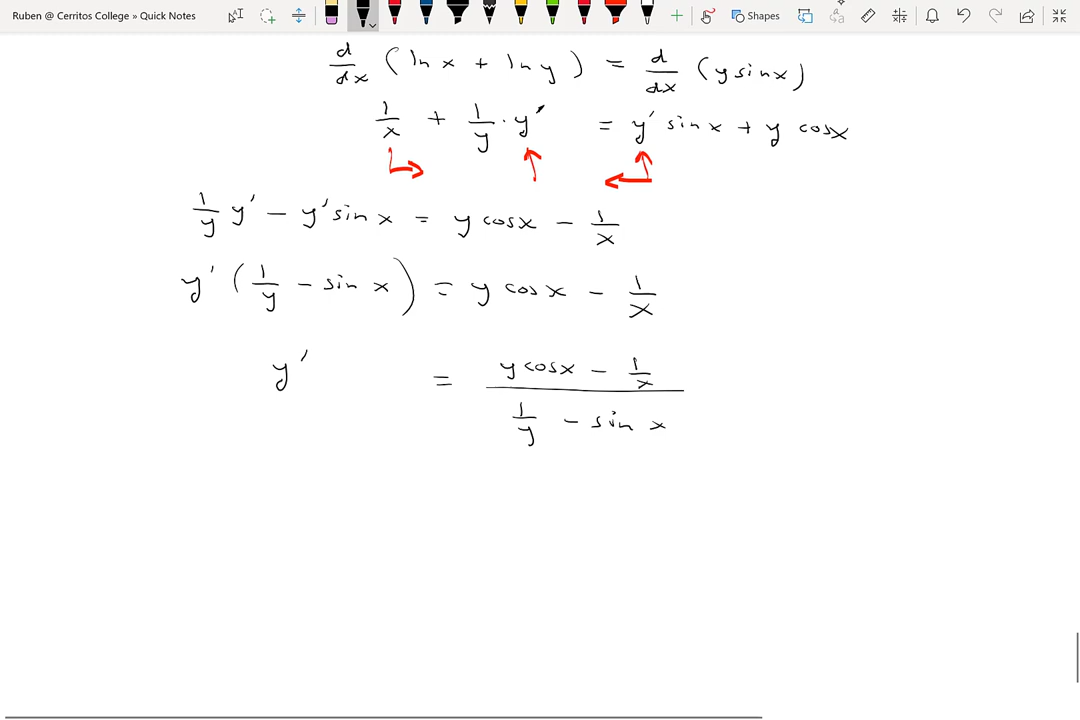 Ruben @ Cerritos College » Quick Notes Shapes
d/dx (ln x + ln y) = d/dx (y sin x)
1/x + 1/y · y' = y' sin x + y cos x
1/y y' − y' sin x = y cos x − 1/x
y' (1/y − sin x) = y cos x − 1/x
y' = (y cos x − 1/x) / (1/y − sin x)